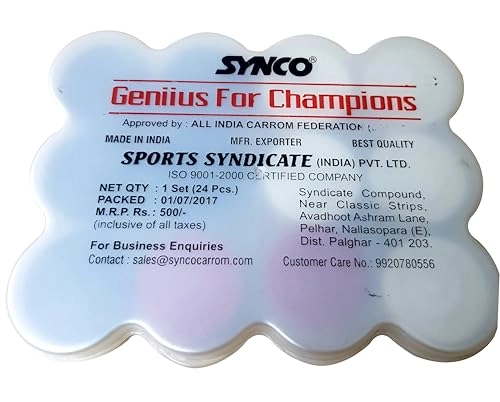 SYNCO®
Geniius For Champions
Approved by : ALL INDIA CARROM FEDERATION
MADE IN INDIA MFR. EXPORTER BEST QUALITY
SPORTS SYNDICATE (INDIA) PVT. LTD.
ISO 9001-2000 CERTIFIED COMPANY
NET QTY : 1 Set (24 Pcs.)
PACKED : 01/07/2017
M.R.P. Rs: 500/-
(inclusive of all taxes)
Syndicate Compound,
Near Classic Strips,
Avadhoot Ashram Lane,
Pelhar, Nallasopara (E),
Dist. Palghar - 401 203.
For Business Enquiries
Contact : sales@syncocarrom.com
Customer Care No.: 9920780556